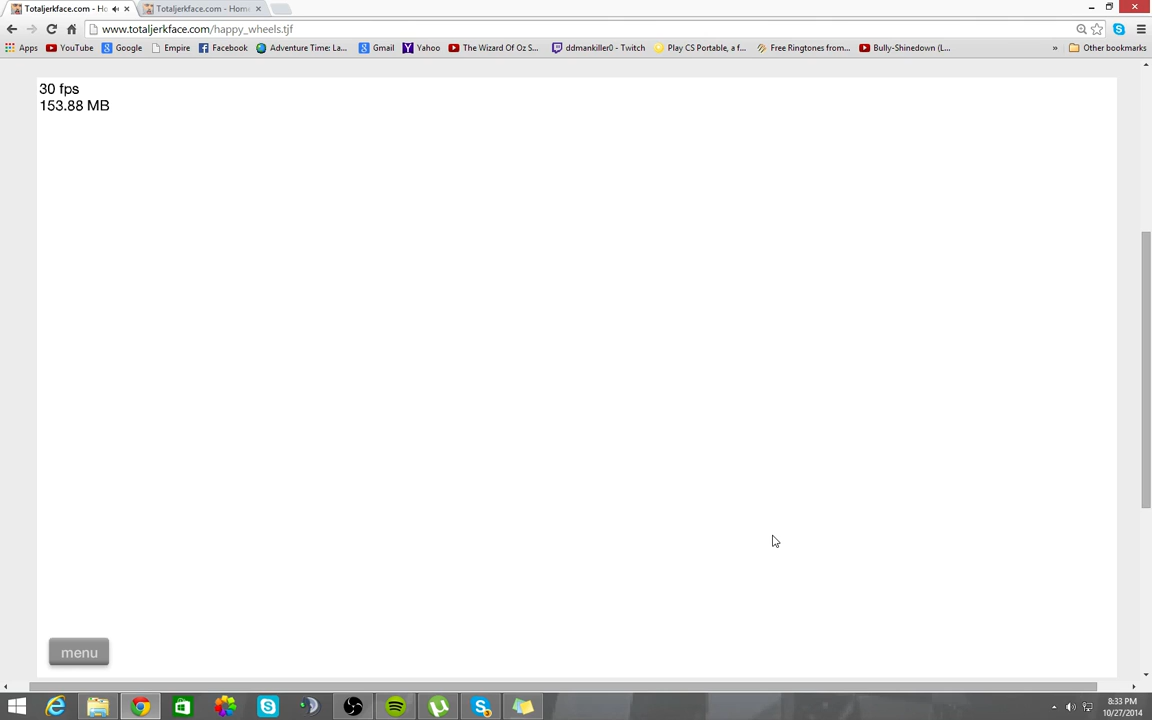 Totaljerkface.com - Ho
Totaljerkface.com - Hom
www.totaljerkface.com/happy_wheels.tjf
Apps YouTube Google Empire Facebook Adventure Time: La... Gmail Yahoo The Wizard Of Oz S... ddmankiller0 - Twitch Play CS Portable, a f... Free Ringtones from... Bully-Shinedown (L... » Other bookmarks
30 fps
153.88 MB
menu
8:33 PM
10/27/2014